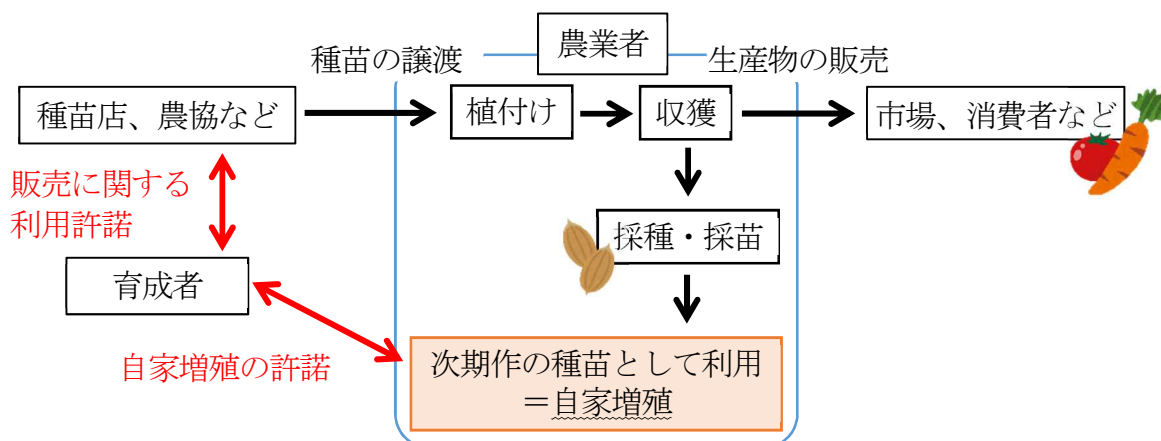 農業者
種苗の譲渡
生産物の販売
種苗店、農協など
植付け
収獲
市場、消費者など
販売に関する
利用許諾
採種・採苗
育成者
自家増殖の許諾
次期作の種苗として利用
＝自家増殖